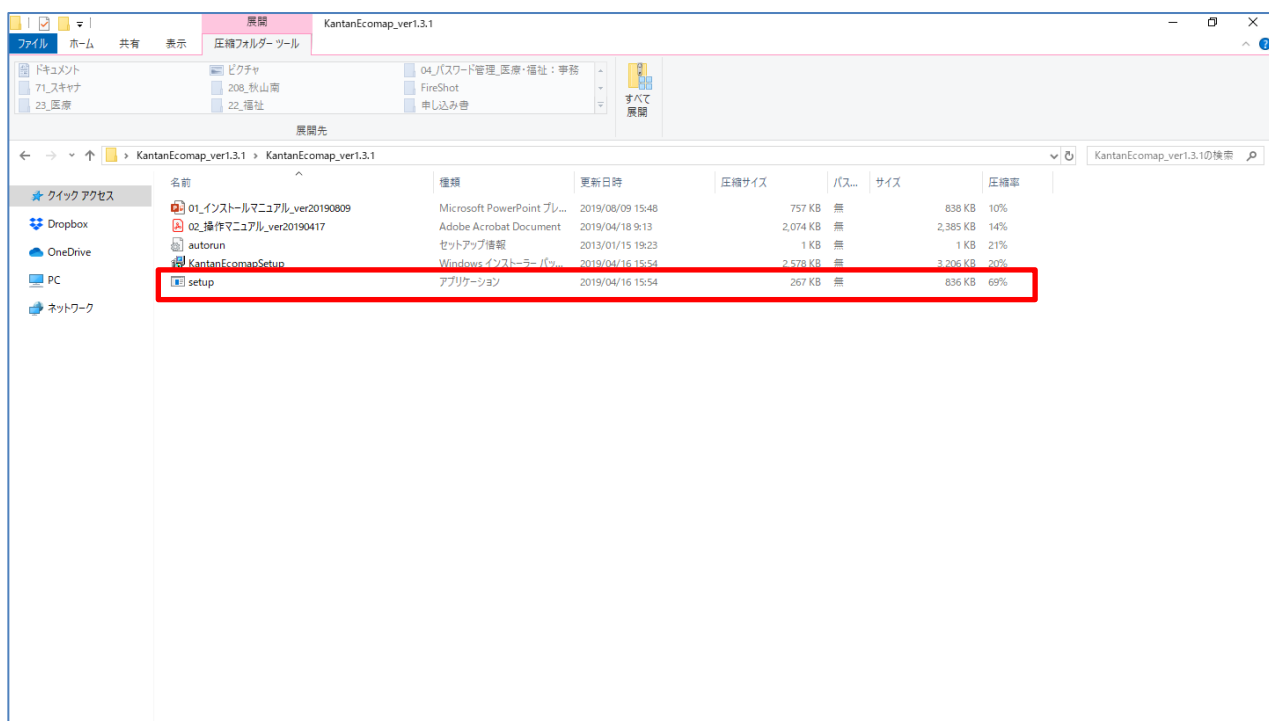 展開 KantanEcomap_ver1.3.1
ファイル ホーム 共有 表示 圧縮フォルダー ツール
ドキュメント ピクチャ 04_パスワード管理_医療・福祉：事務
71_スキャナ 208_秋山南 FireShot
23_医療 22_福祉 申し込み書
すべて
展開
展開先
KantanEcomap_ver1.3.1 › KantanEcomap_ver1.3.1 KantanEcomap_ver1.3.1の検索
名前 種類 更新日時 圧縮サイズ パス... サイズ 圧縮率
クイック アクセス
Dropbox
OneDrive
PC
ネットワーク
01_インストールマニュアル_ver20190809 Microsoft PowerPoint プレ... 2019/08/09 15:48 757 KB 無 838 KB 10%
02_操作マニュアル_ver20190417 Adobe Acrobat Document 2019/04/18 9:13 2,074 KB 無 2,385 KB 14%
autorun セットアップ情報 2013/01/15 19:23 1 KB 無 1 KB 21%
KantanEcomapSetup Windows インストーラー パッ... 2019/04/16 15:54 2,578 KB 無 3,206 KB 20%
setup アプリケーション 2019/04/16 15:54 267 KB 無 836 KB 69%